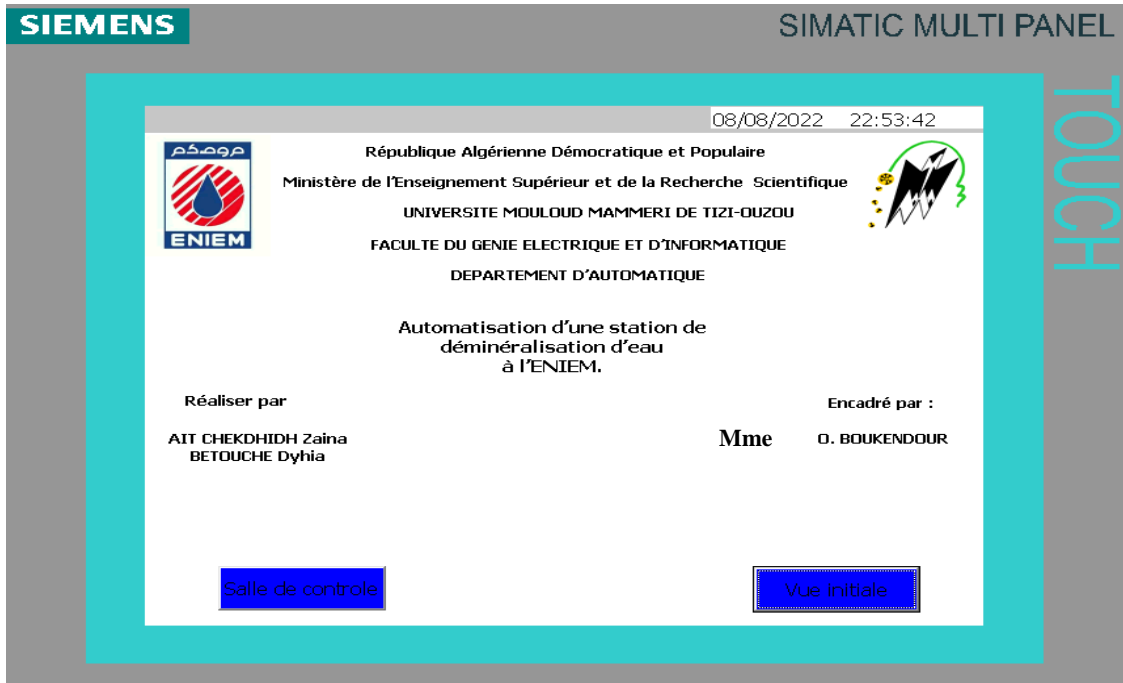 SIEMENS
SIMATIC MULTI PANEL
TOUCH
08/08/2022 22:53:42
مومكم
ENIEM
République Algérienne Démocratique et Populaire
Ministère de l'Enseignement Supérieur et de la Recherche Scientifique
UNIVERSITE MOULOUD MAMMERI DE TIZI-OUZOU
FACULTE DU GENIE ELECTRIQUE ET D'INFORMATIQUE
DEPARTEMENT D'AUTOMATIQUE
Automatisation d'une station de
déminéralisation d'eau
à l'ENIEM.
Réaliser par
Encadré par :
AIT CHEKDHIDH Zaina
BETOUCHE Dyhia
Mme O. BOUKENDOUR
Salle de controle
Vue initiale